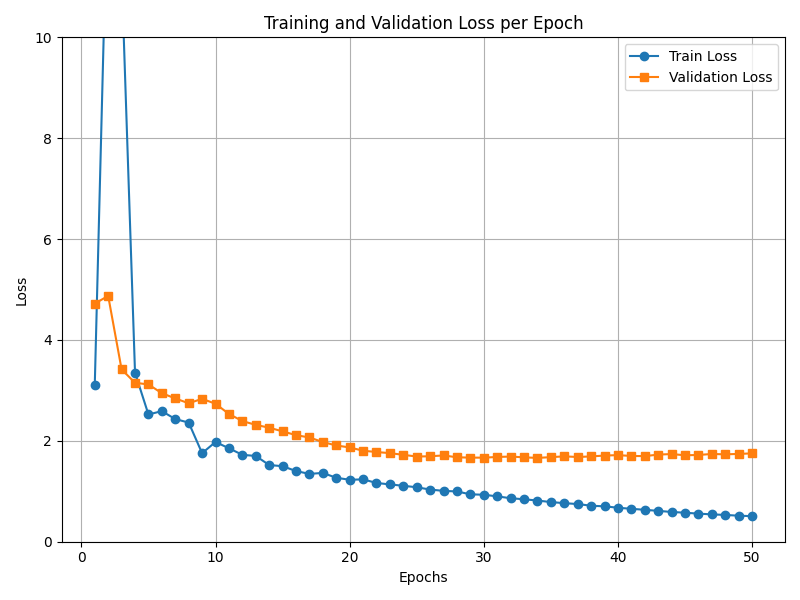 Training and Validation Loss per Epoch
Train Loss
Validation Loss
10
8
6
4
2
0
Loss
0 10 20 30 40 50
Epochs